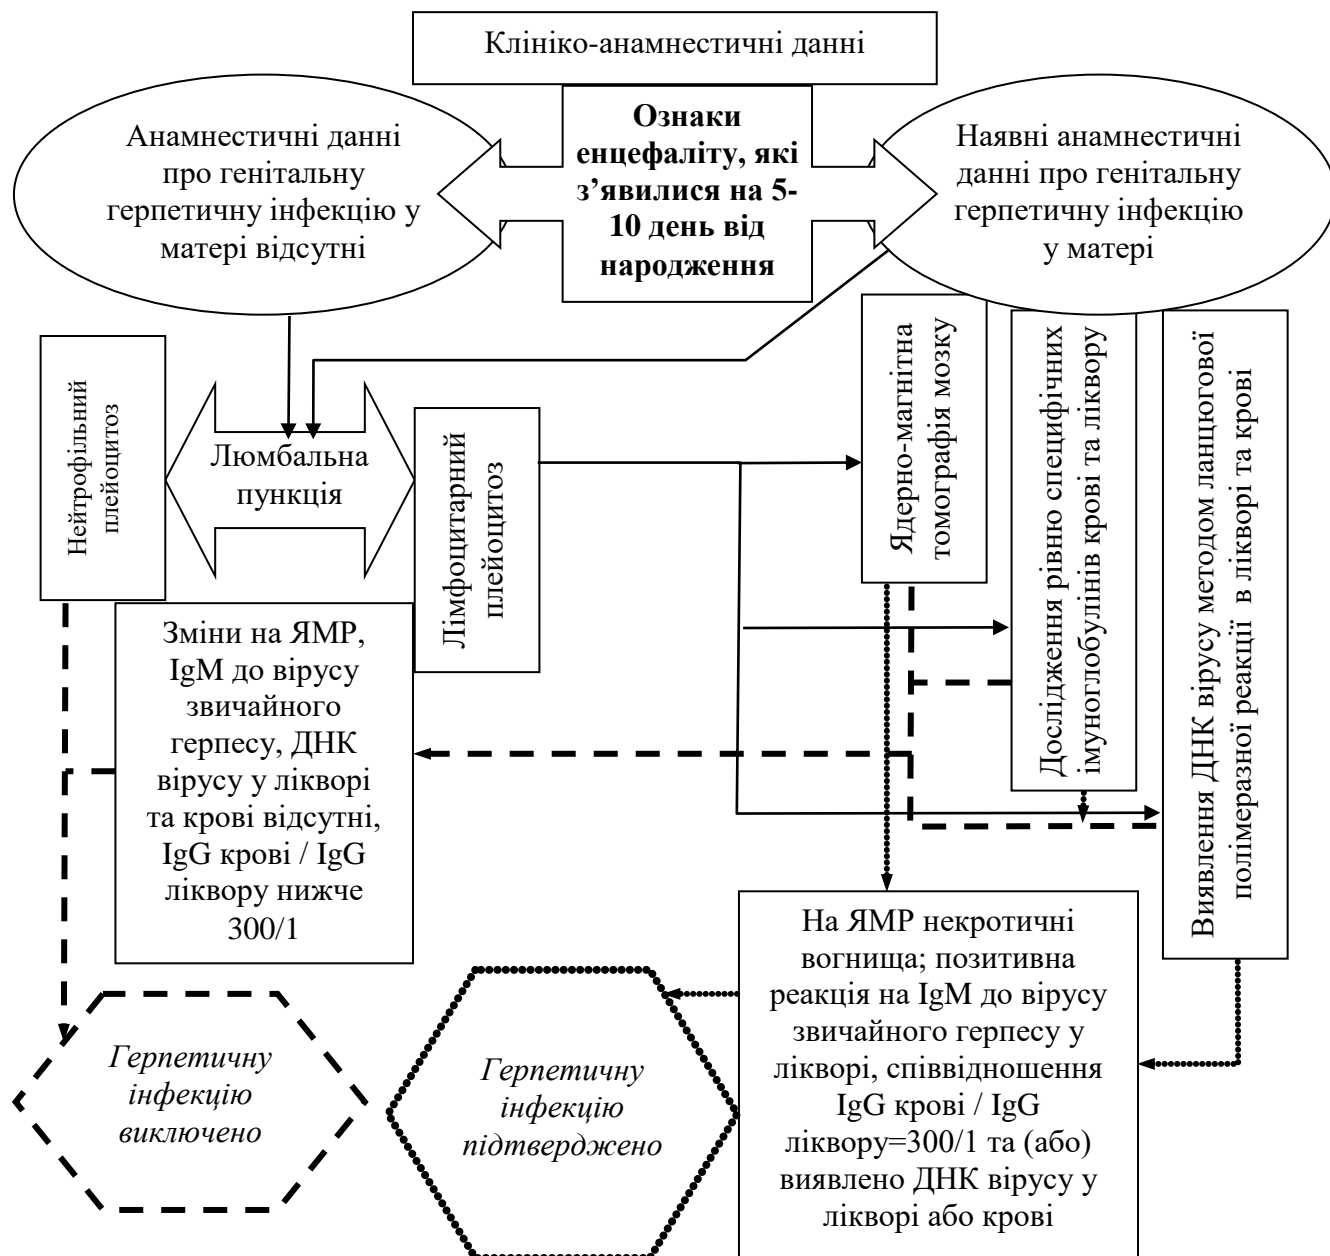 Клініко-анамнестичні данні
Анамнестичні данні
про генітальну
герпетичну інфекцію у
матері відсутні
Ознаки
енцефаліту, які
з’явилися на 5-
10 день від
народження
Наявні анамнестичні
данні про генітальну
герпетичну інфекцію
у матері
Нейтрофільний
плейоцитоз
Люмбальна
пункція
Лімфоцитарний
плейоцитоз
Ядерно-магнітна
томографія мозку
Дослідження рівню специфічних
імуноглобулінів крові та ліквору
Виявлення ДНК вірусу методом ланцюгової
полімеразної реакції в лікворі та крові
Зміни на ЯМР,
IgM до вірусу
звичайного
герпесу, ДНК
вірусу у лікворі
та крові відсутні,
IgG крові / IgG
ліквору нижче
300/1
На ЯМР некротичні
вогнища; позитивна
реакція на IgM до вірусу
звичайного герпесу у
лікворі, співвідношення
IgG крові / IgG
ліквору=300/1 та (або)
виявлено ДНК вірусу у
лікворі або крові
Герпетичну
інфекцію
виключено
Герпетичну
інфекцію
підтверджено